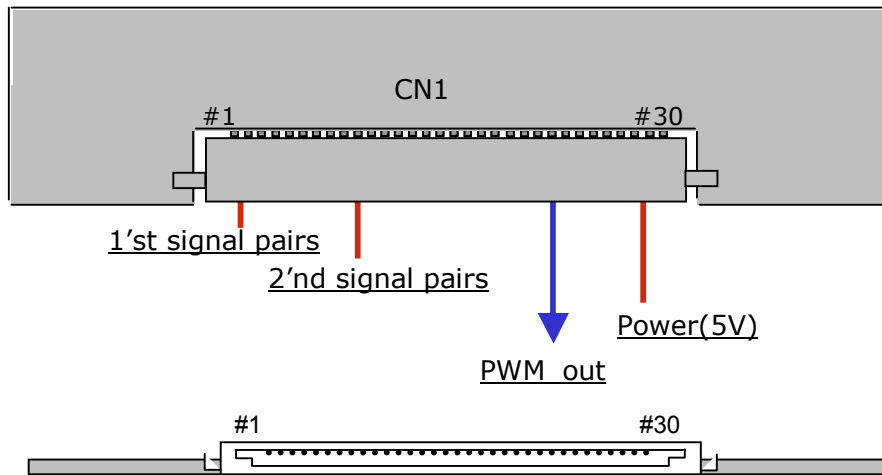 CN1
#1 #30
1'st signal pairs
2'nd signal pairs
Power(5V)
PWM out
#1 #30